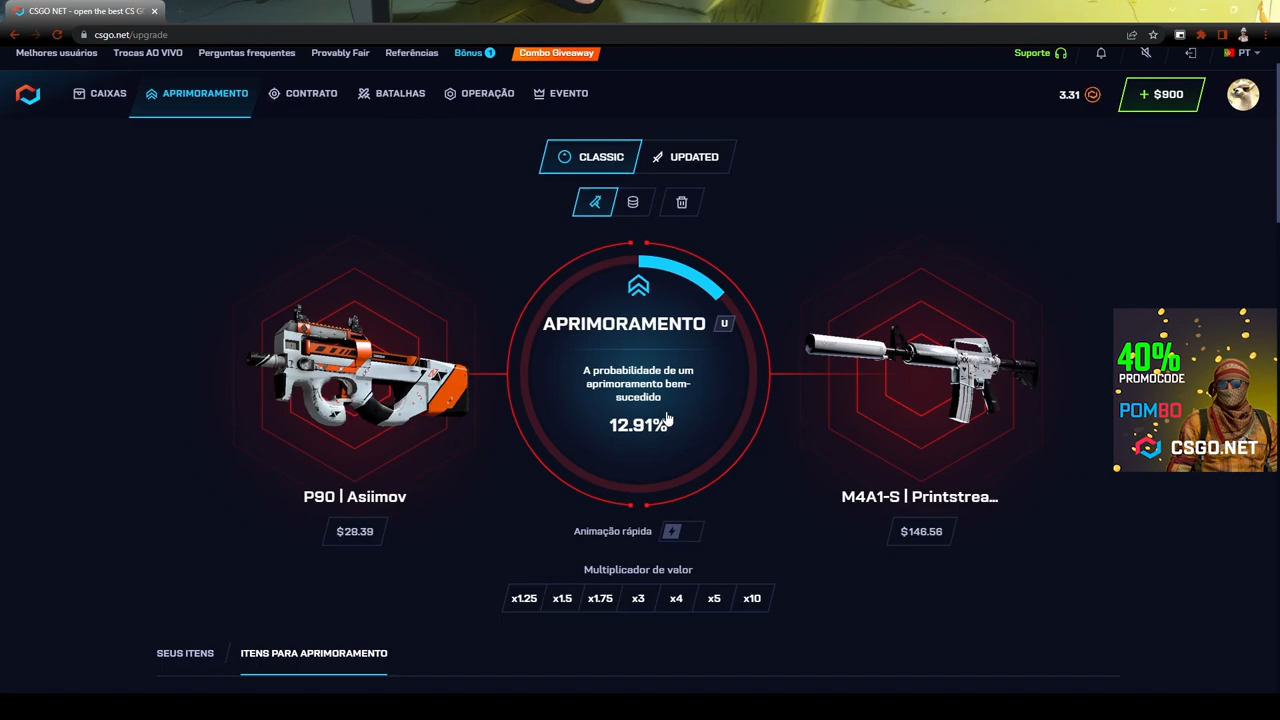 CSGO NET - open the best CS G
csgo.net/upgrade
Melhores usuários Trocas AO VIVO Perguntas frequentes Provably Fair Referências Bônus 1 Combo Giveaway Suporte PT
CAIXAS APRIMORAMENTO CONTRATO BATALHAS OPERAÇÃO EVENTO 3.31 + $900
CLASSIC UPDATED
APRIMORAMENTO U
A probabilidade de um
aprimoramento bem-
sucedido
12.91%
40%
PROMOCODE
POMBO
CSGO.NET
P90 | Asiimov M4A1-S | Printstrea...
$28.39 $146.56
Animação rápida
Multiplicador de valor
x1.25 x1.5 x1.75 x3 x4 x5 x10
SEUS ITENS ITENS PARA APRIMORAMENTO